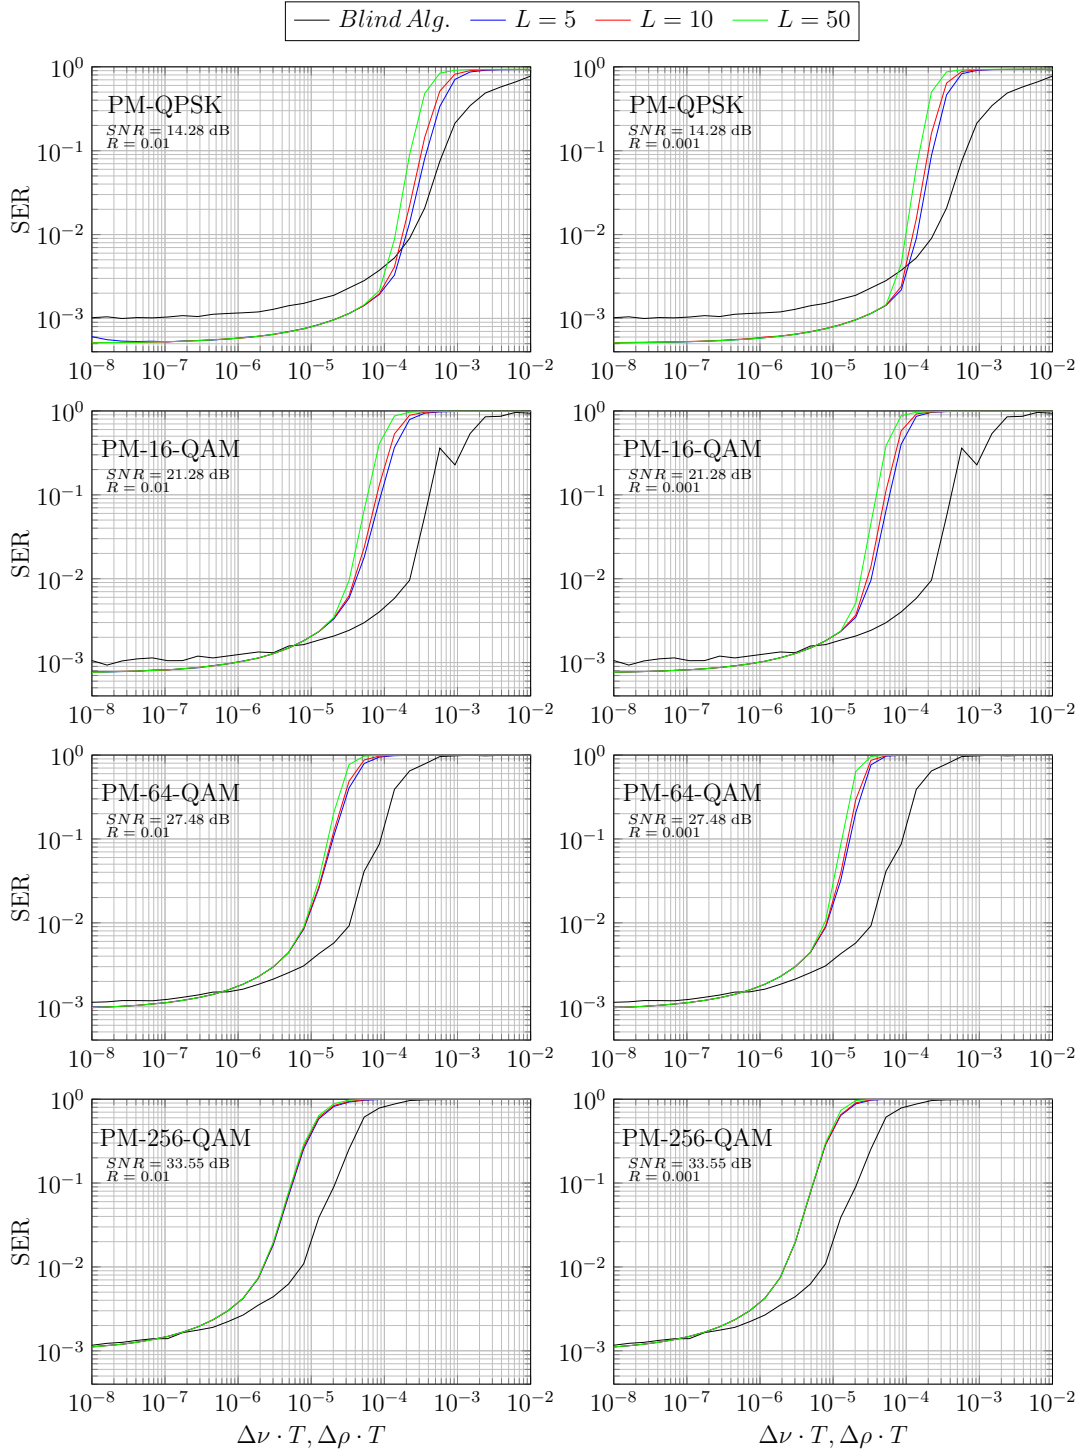 Blind Alg. L = 5 L = 10 L = 50
10^0 10^0
PM-QPSK PM-QPSK
SNR = 14.28 dB SNR = 14.28 dB
R = 0.01 R = 0.001
10^−1 10^−1
SER
10^−2 10^−2
10^−3 10^−3
10^−8 10^−7 10^−6 10^−5 10^−4 10^−3 10^−2 10^−8 10^−7 10^−6 10^−5 10^−4 10^−3 10^−2
10^0 10^0
PM-16-QAM PM-16-QAM
SNR = 21.28 dB SNR = 21.28 dB
R = 0.01 R = 0.001
10^−1 10^−1
SER
10^−2 10^−2
10^−3 10^−3
10^−8 10^−7 10^−6 10^−5 10^−4 10^−3 10^−2 10^−8 10^−7 10^−6 10^−5 10^−4 10^−3 10^−2
10^0 10^0
PM-64-QAM PM-64-QAM
SNR = 27.48 dB SNR = 27.48 dB
R = 0.01 R = 0.001
10^−1 10^−1
SER
10^−2 10^−2
10^−3 10^−3
10^−8 10^−7 10^−6 10^−5 10^−4 10^−3 10^−2 10^−8 10^−7 10^−6 10^−5 10^−4 10^−3 10^−2
10^0 10^0
PM-256-QAM PM-256-QAM
SNR = 33.55 dB SNR = 33.55 dB
R = 0.01 R = 0.001
10^−1 10^−1
SER
10^−2 10^−2
10^−3 10^−3
10^−8 10^−7 10^−6 10^−5 10^−4 10^−3 10^−2 10^−8 10^−7 10^−6 10^−5 10^−4 10^−3 10^−2
Δν · T, Δρ · T Δν · T, Δρ · T